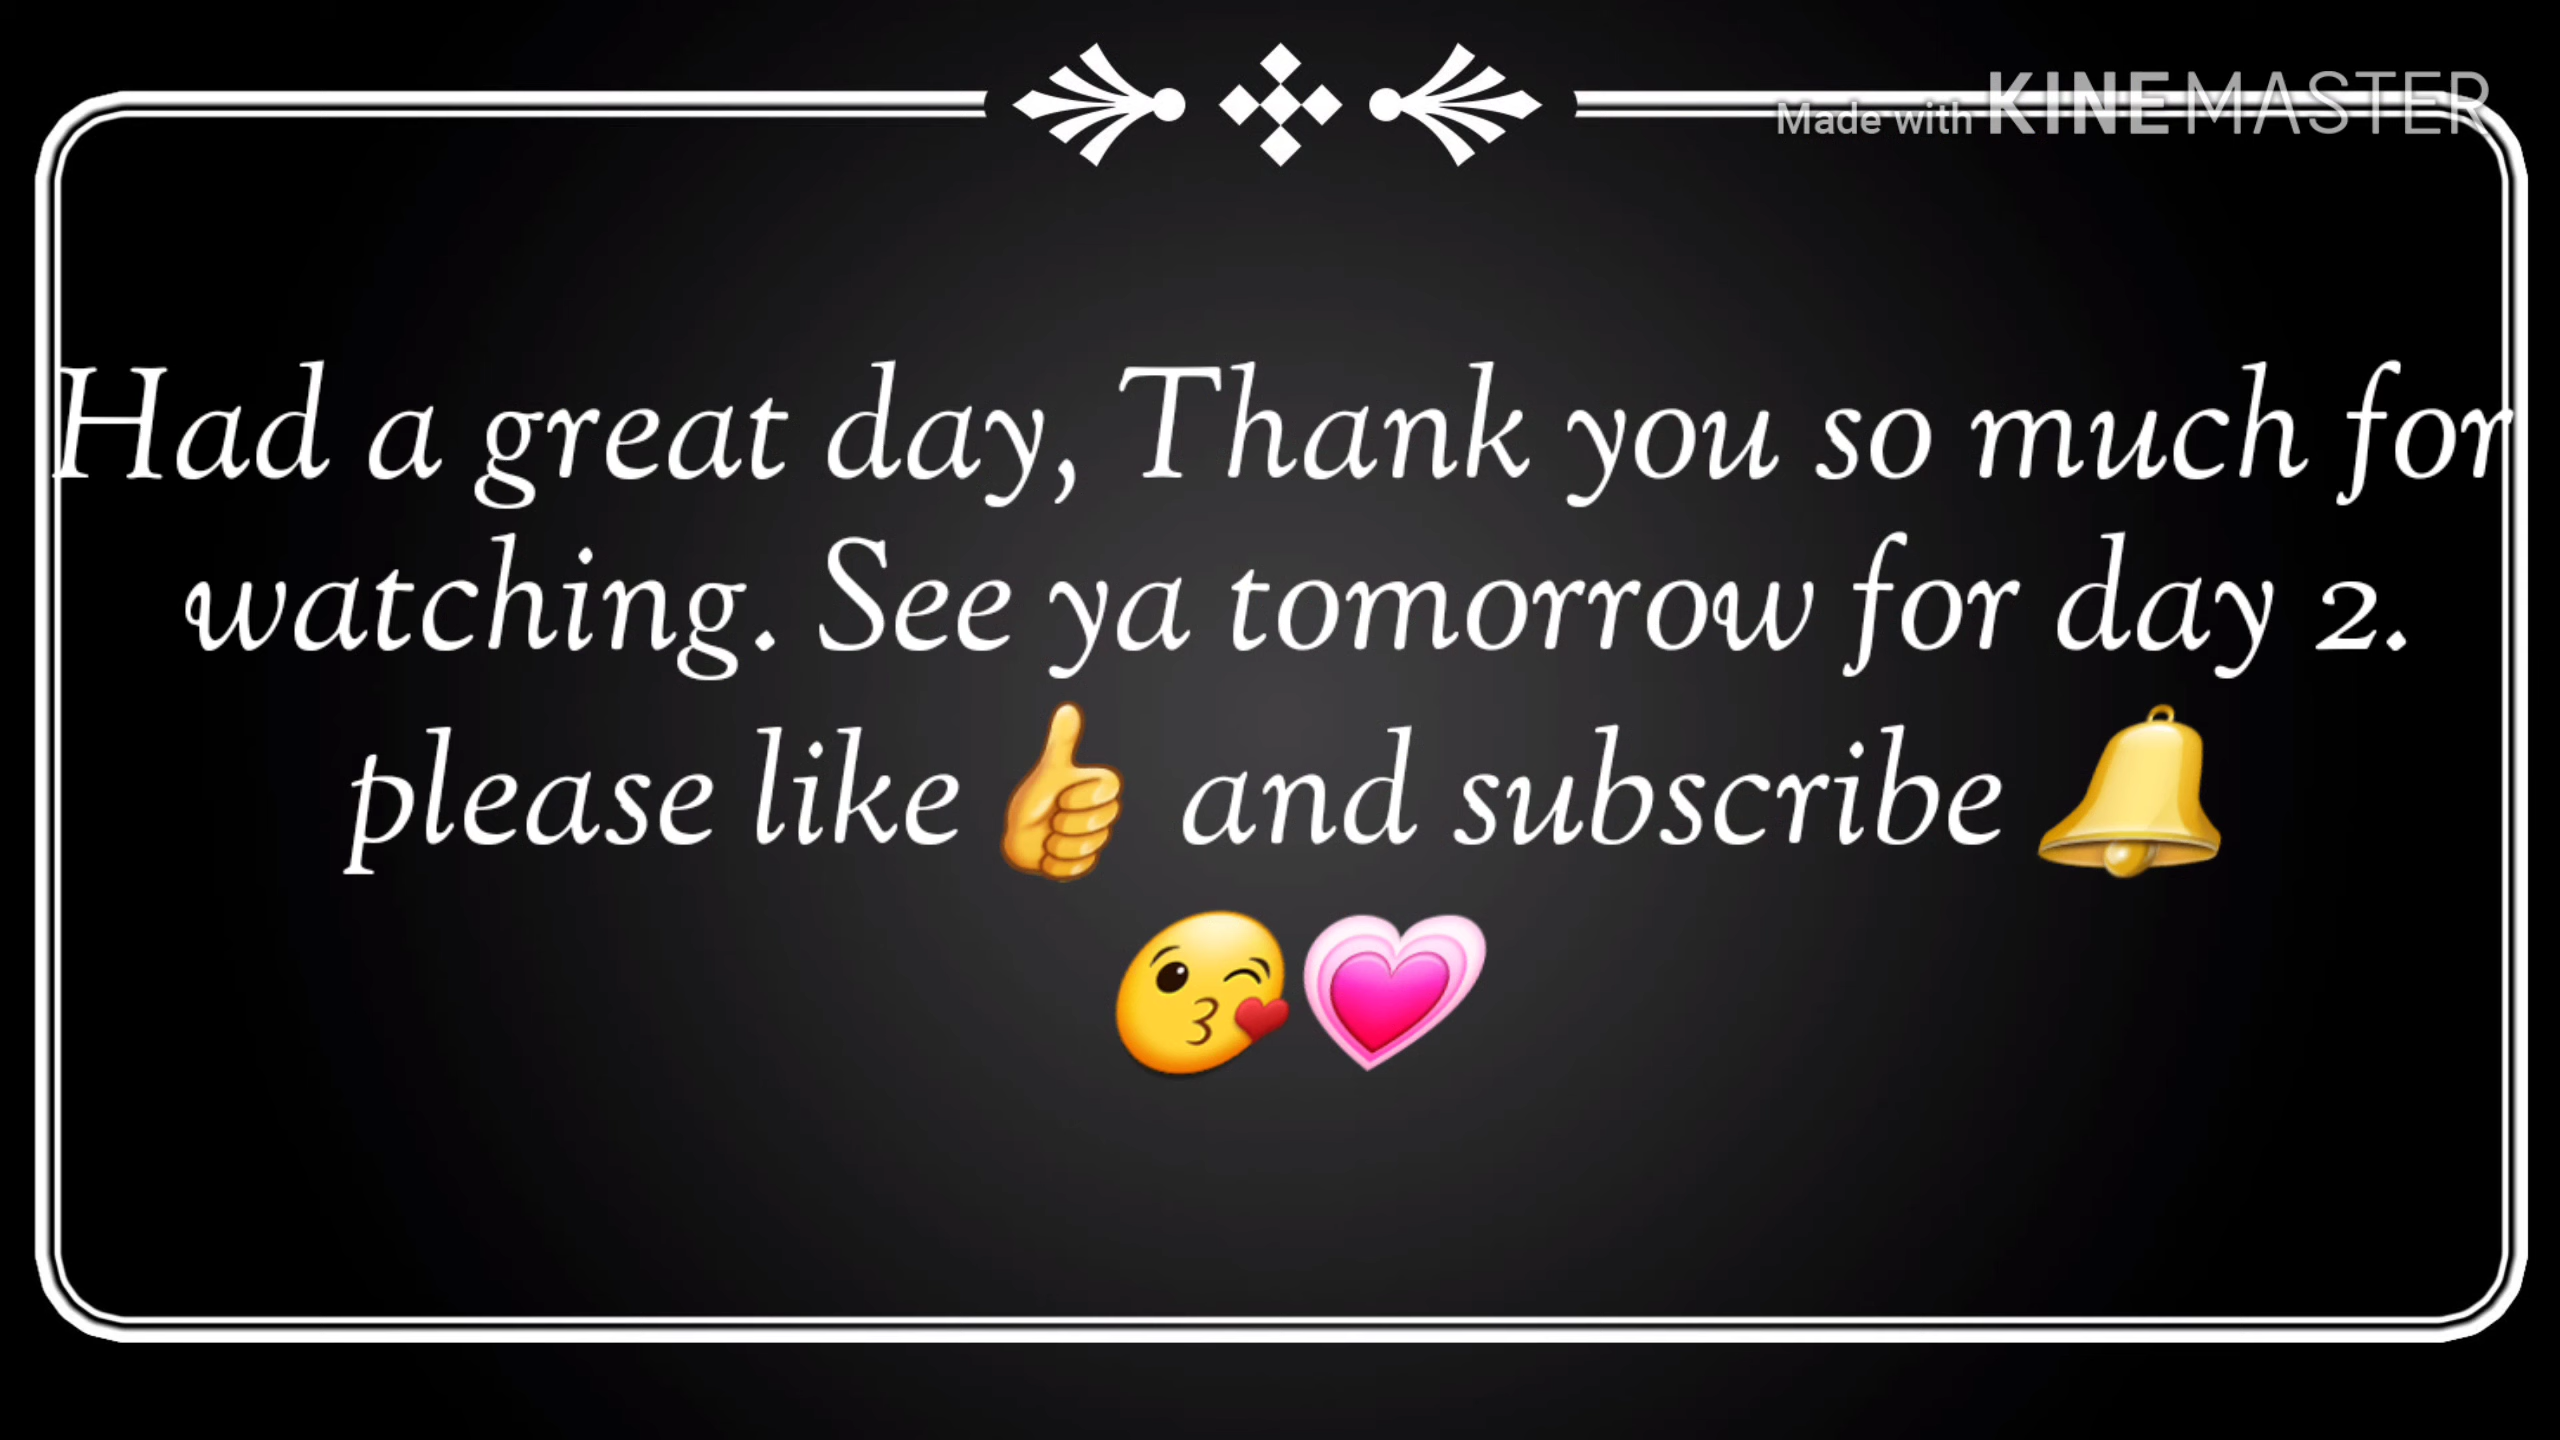 Made with KINEMASTER
Had a great day, Thank you so much for
watching. See ya tomorrow for day 2.
please like👍 and subscribe 🔔
😘💗